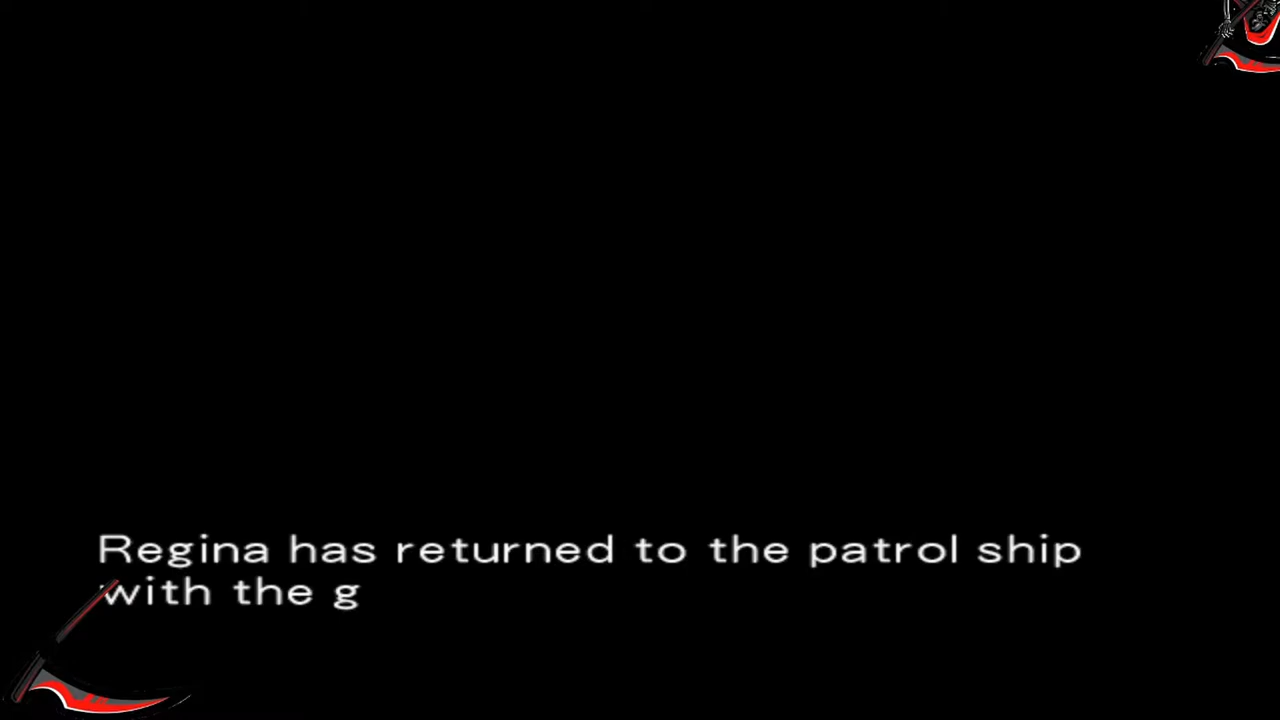 Regina has returned to the patrol ship
with the g